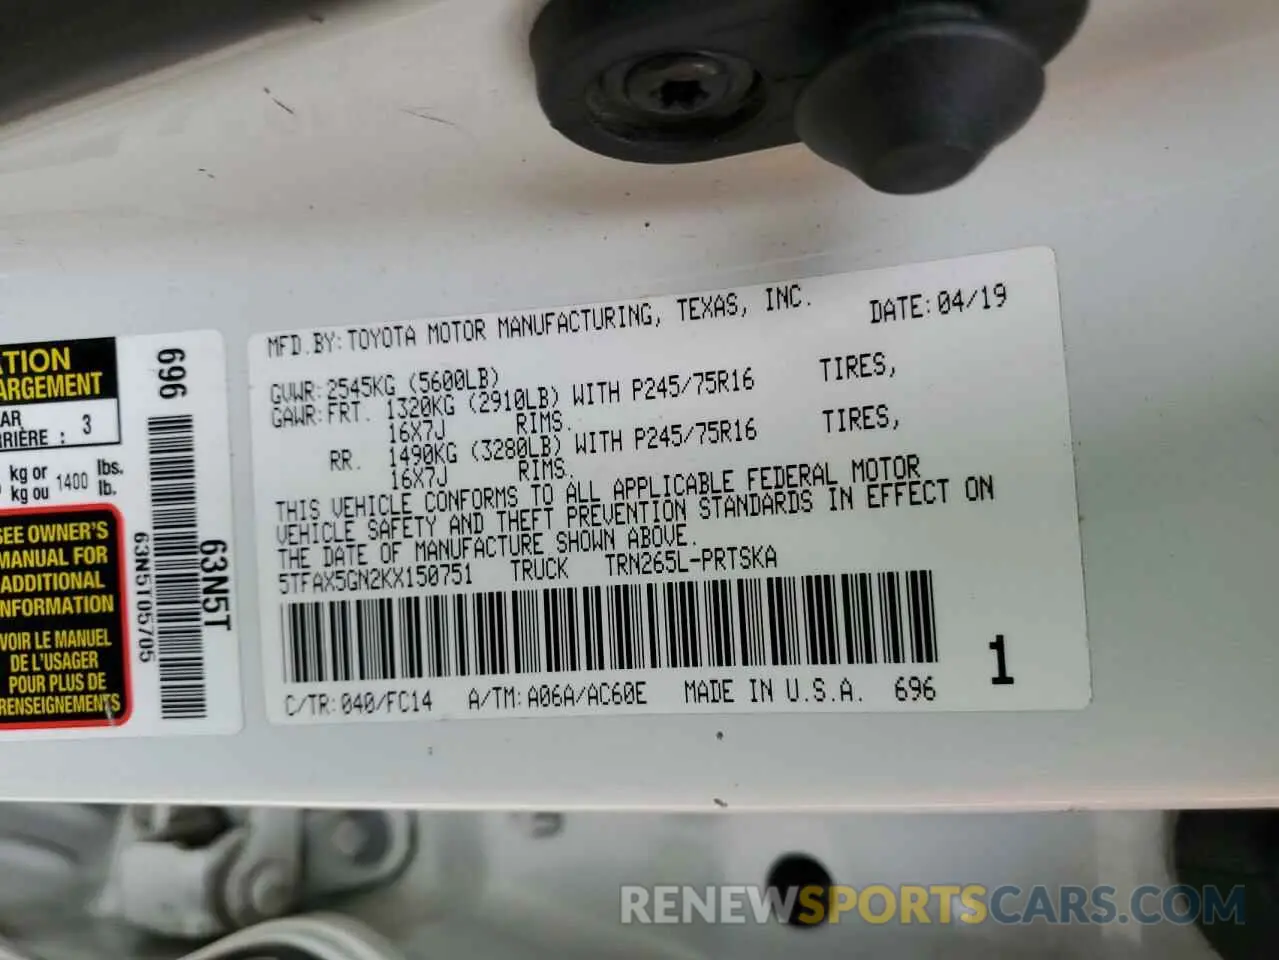 TION
ARGEMENT
AR
RRIÈRE : 3
kg or
kg ou 1400 lbs.
lb.
SEE OWNER'S
MANUAL FOR
ADDITIONAL
INFORMATION
VOIR LE MANUEL
DE L'USAGER
POUR PLUS DE
RENSEIGNEMENTS
696
63N5T05705
63N5T
MFD.BY:TOYOTA MOTOR MANUFACTURING, TEXAS, INC. DATE:04/19
GVWR:2545KG (5600LB)
GAWR:FRT. 1320KG (2910LB) WITH P245/75R16 TIRES,
16X7J RIMS.
RR. 1490KG (3280LB) WITH P245/75R16 TIRES,
16X7J RIMS.
THIS VEHICLE CONFORMS TO ALL APPLICABLE FEDERAL MOTOR
VEHICLE SAFETY AND THEFT PREVENTION STANDARDS IN EFFECT ON
THE DATE OF MANUFACTURE SHOWN ABOVE.
5TFAX5GN2KX150751 TRUCK TRN265L-PRTSKA
1
C/TR:040/FC14 A/TM:A06A/AC60E MADE IN U.S.A. 696
RENEWSPORTSCARS.COM